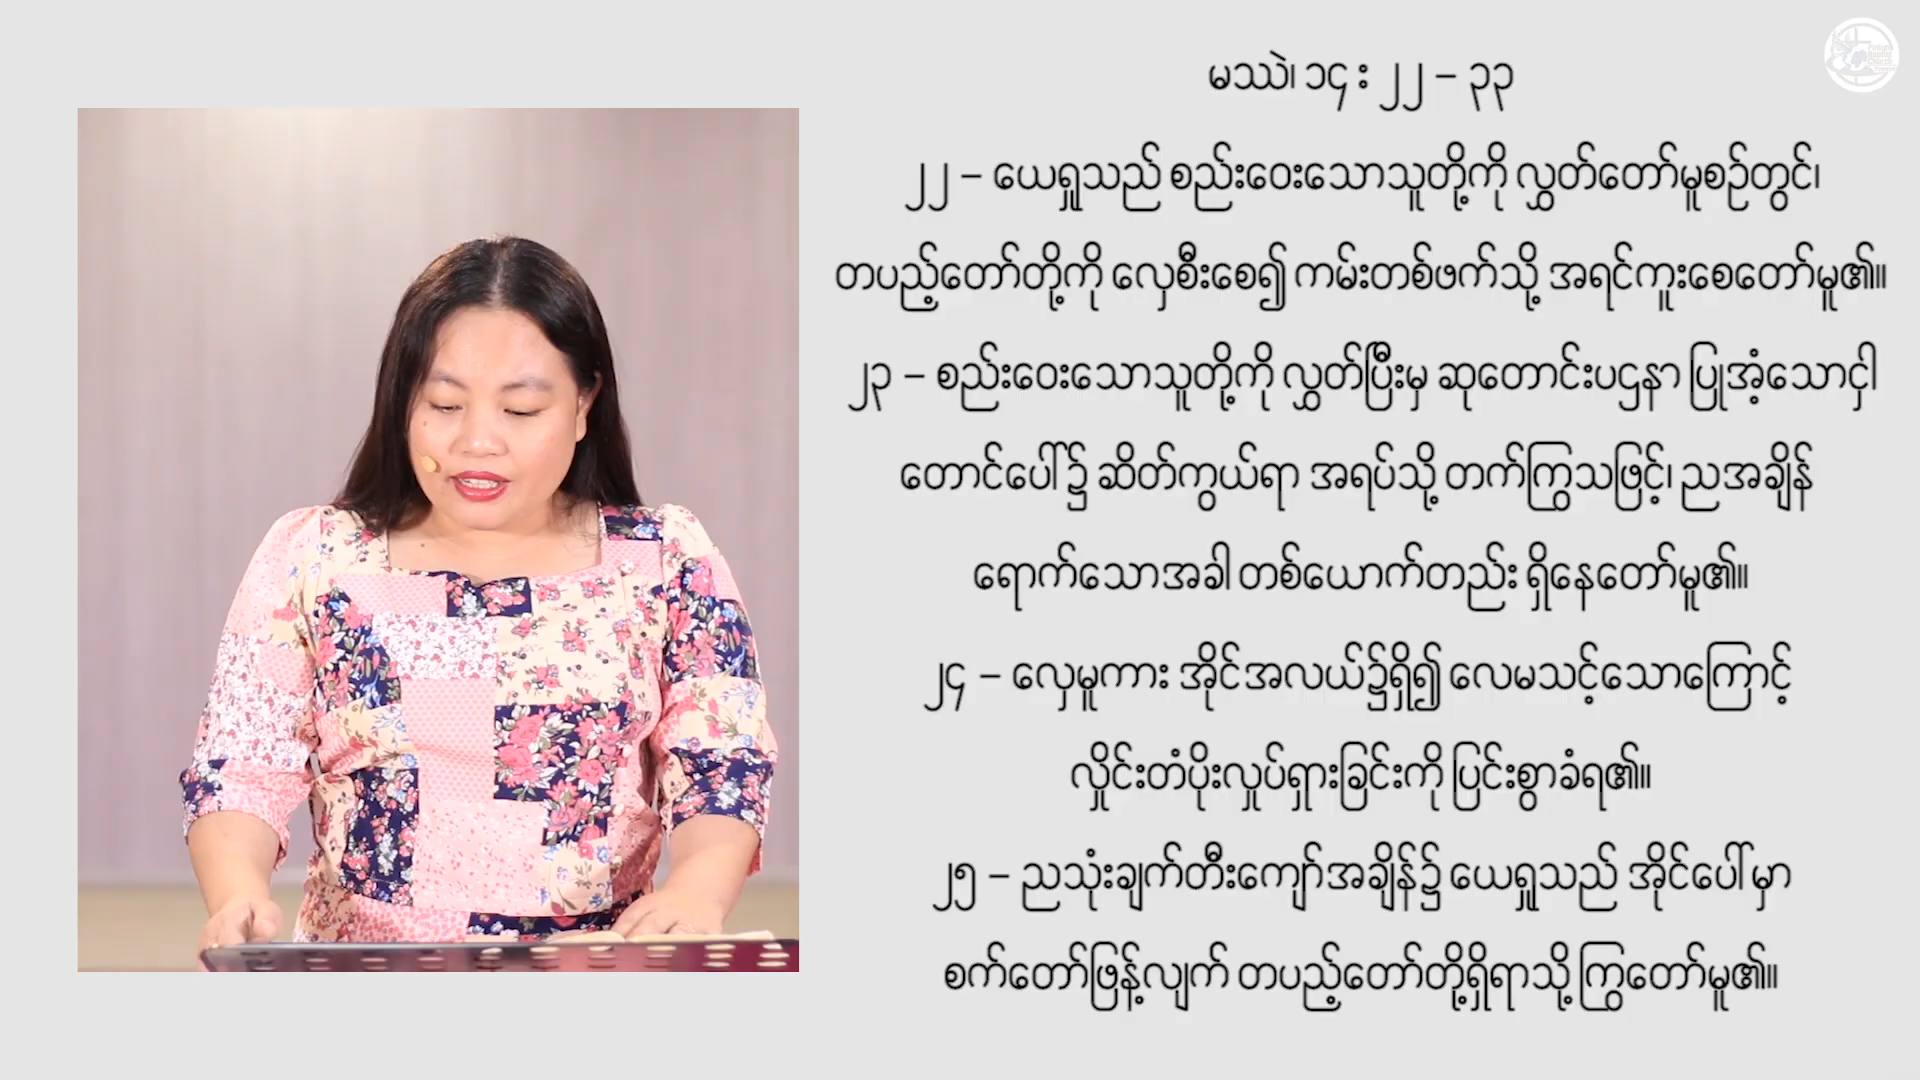 မဿဲ၊ ၁၄ : ၂၂ – ၃၃
၂၂ – ယေရှုသည် စည်းဝေးသောသူတို့ကို လွှတ်တော်မူစဉ်တွင်၊
တပည့်တော်တို့ကို လှေစီးစေ၍ ကမ်းတစ်ဖက်သို့ အရင်ကူးစေတော်မူ၏။
၂၃ – စည်းဝေးသောသူတို့ကို လွှတ်ပြီးမှ ဆုတောင်းပဌနာ ပြုအံ့သောငှါ
တောင်ပေါ်၌ ဆိတ်ကွယ်ရာ အရပ်သို့ တက်ကြွသဖြင့်၊ ညအချိန်
ရောက်သောအခါ တစ်ယောက်တည်း ရှိနေတော်မူ၏။
၂၄ – လှေမူကား အိုင်အလယ်၌ရှိ၍ လေမသင့်သောကြောင့်
လှိုင်းတံပိုးလှုပ်ရှားခြင်းကို ပြင်းစွာခံရ၏။
၂၅ – ညသုံးချက်တီးကျော်အချိန်၌ ယေရှုသည် အိုင်ပေါ်မှာ
စက်တော်ဖြန့်လျက် တပည့်တော်တို့ရှိရာသို့ ကြွတော်မူ၏။